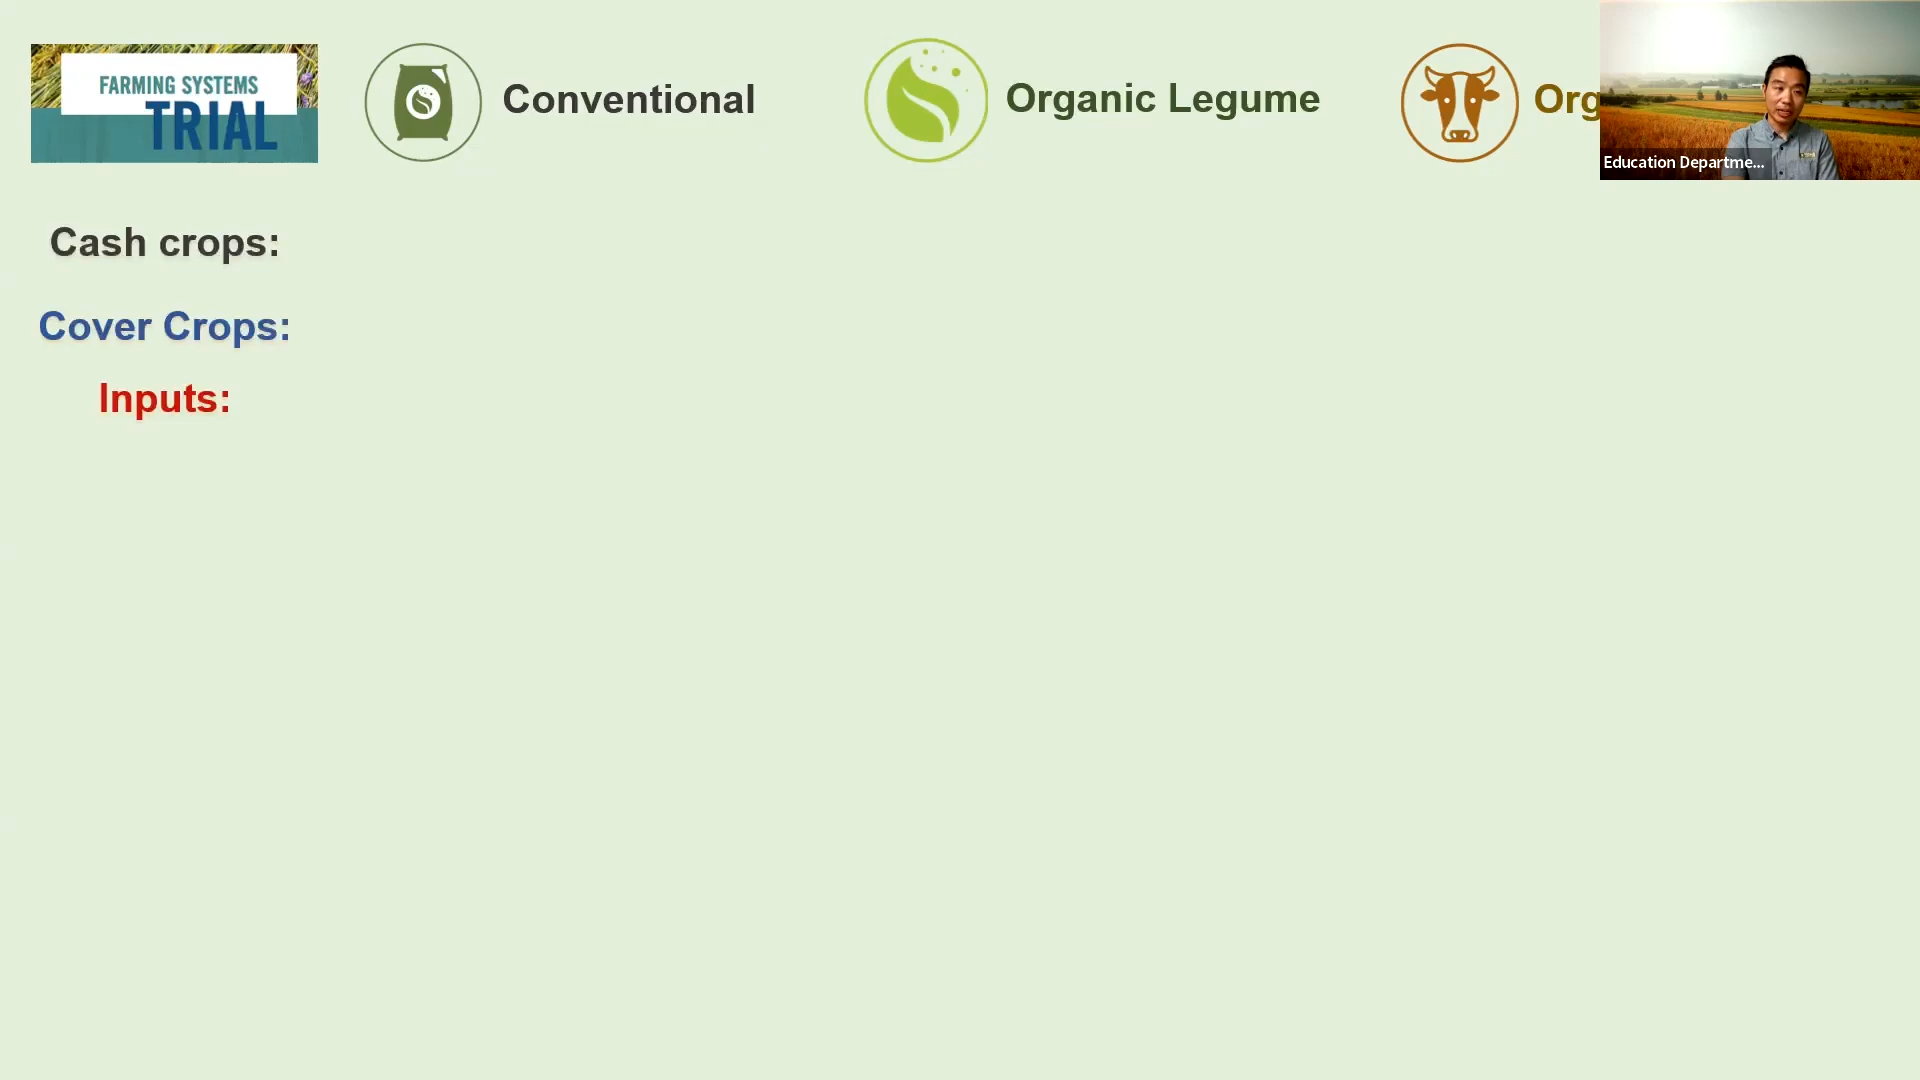 FARMING SYSTEMS
TRIAL
Conventional
Organic Legume
Org
Education Departme...
Cash crops:
Cover Crops:
Inputs: